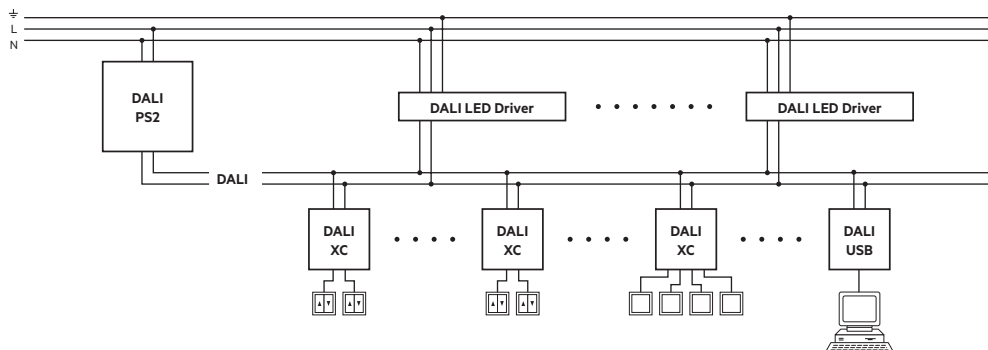 L
N
DALI
PS2
DALI LED Driver
DALI LED Driver
DALI
DALI
XC
DALI
XC
DALI
XC
DALI
USB